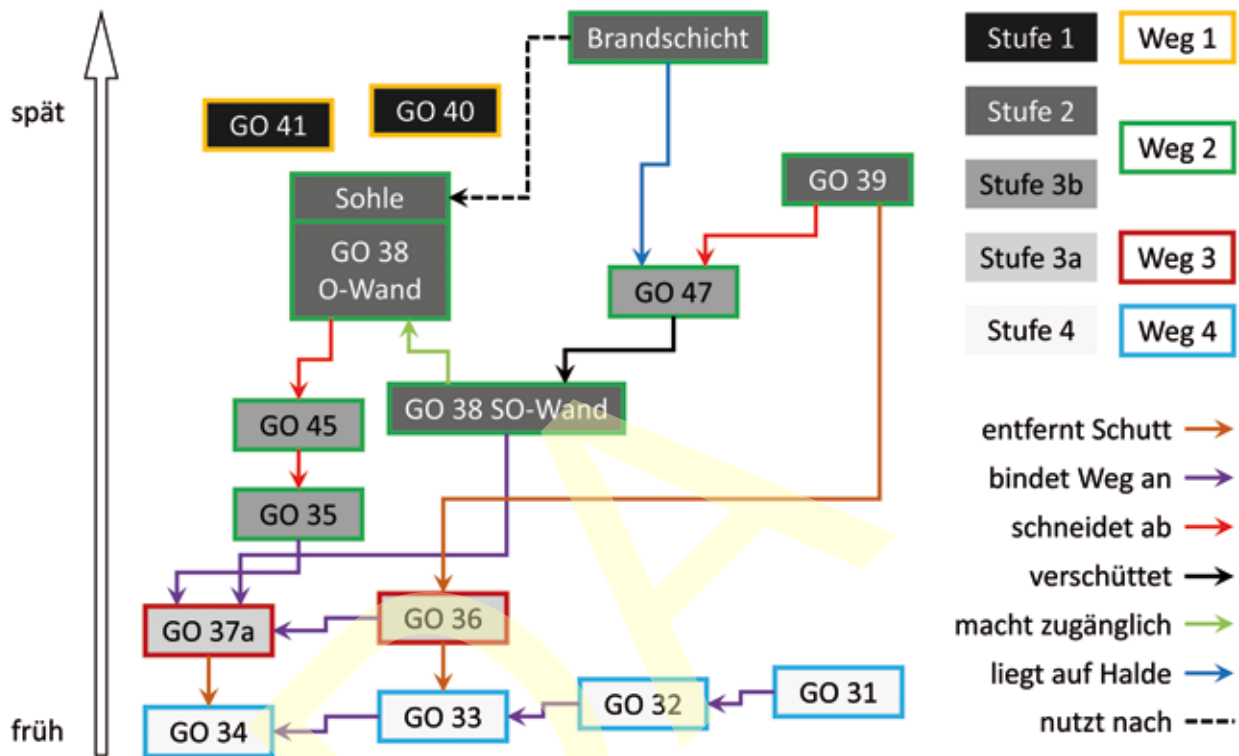 Brandschicht
Stufe 1
Weg 1
spät
GO 41
GO 40
Stufe 2
Weg 2
Sohle
GO 39
Stufe 3b
GO 38
O-Wand
GO 47
Stufe 3a
Weg 3
Stufe 4
Weg 4
GO 38 SO-Wand
GO 45
entfernt Schutt
bindet Weg an
GO 35
schneidet ab
verschüttet
GO 37a
GO 36
macht zugänglich
liegt auf Halde
GO 34
GO 33
GO 32
GO 31
früh
nutzt nach